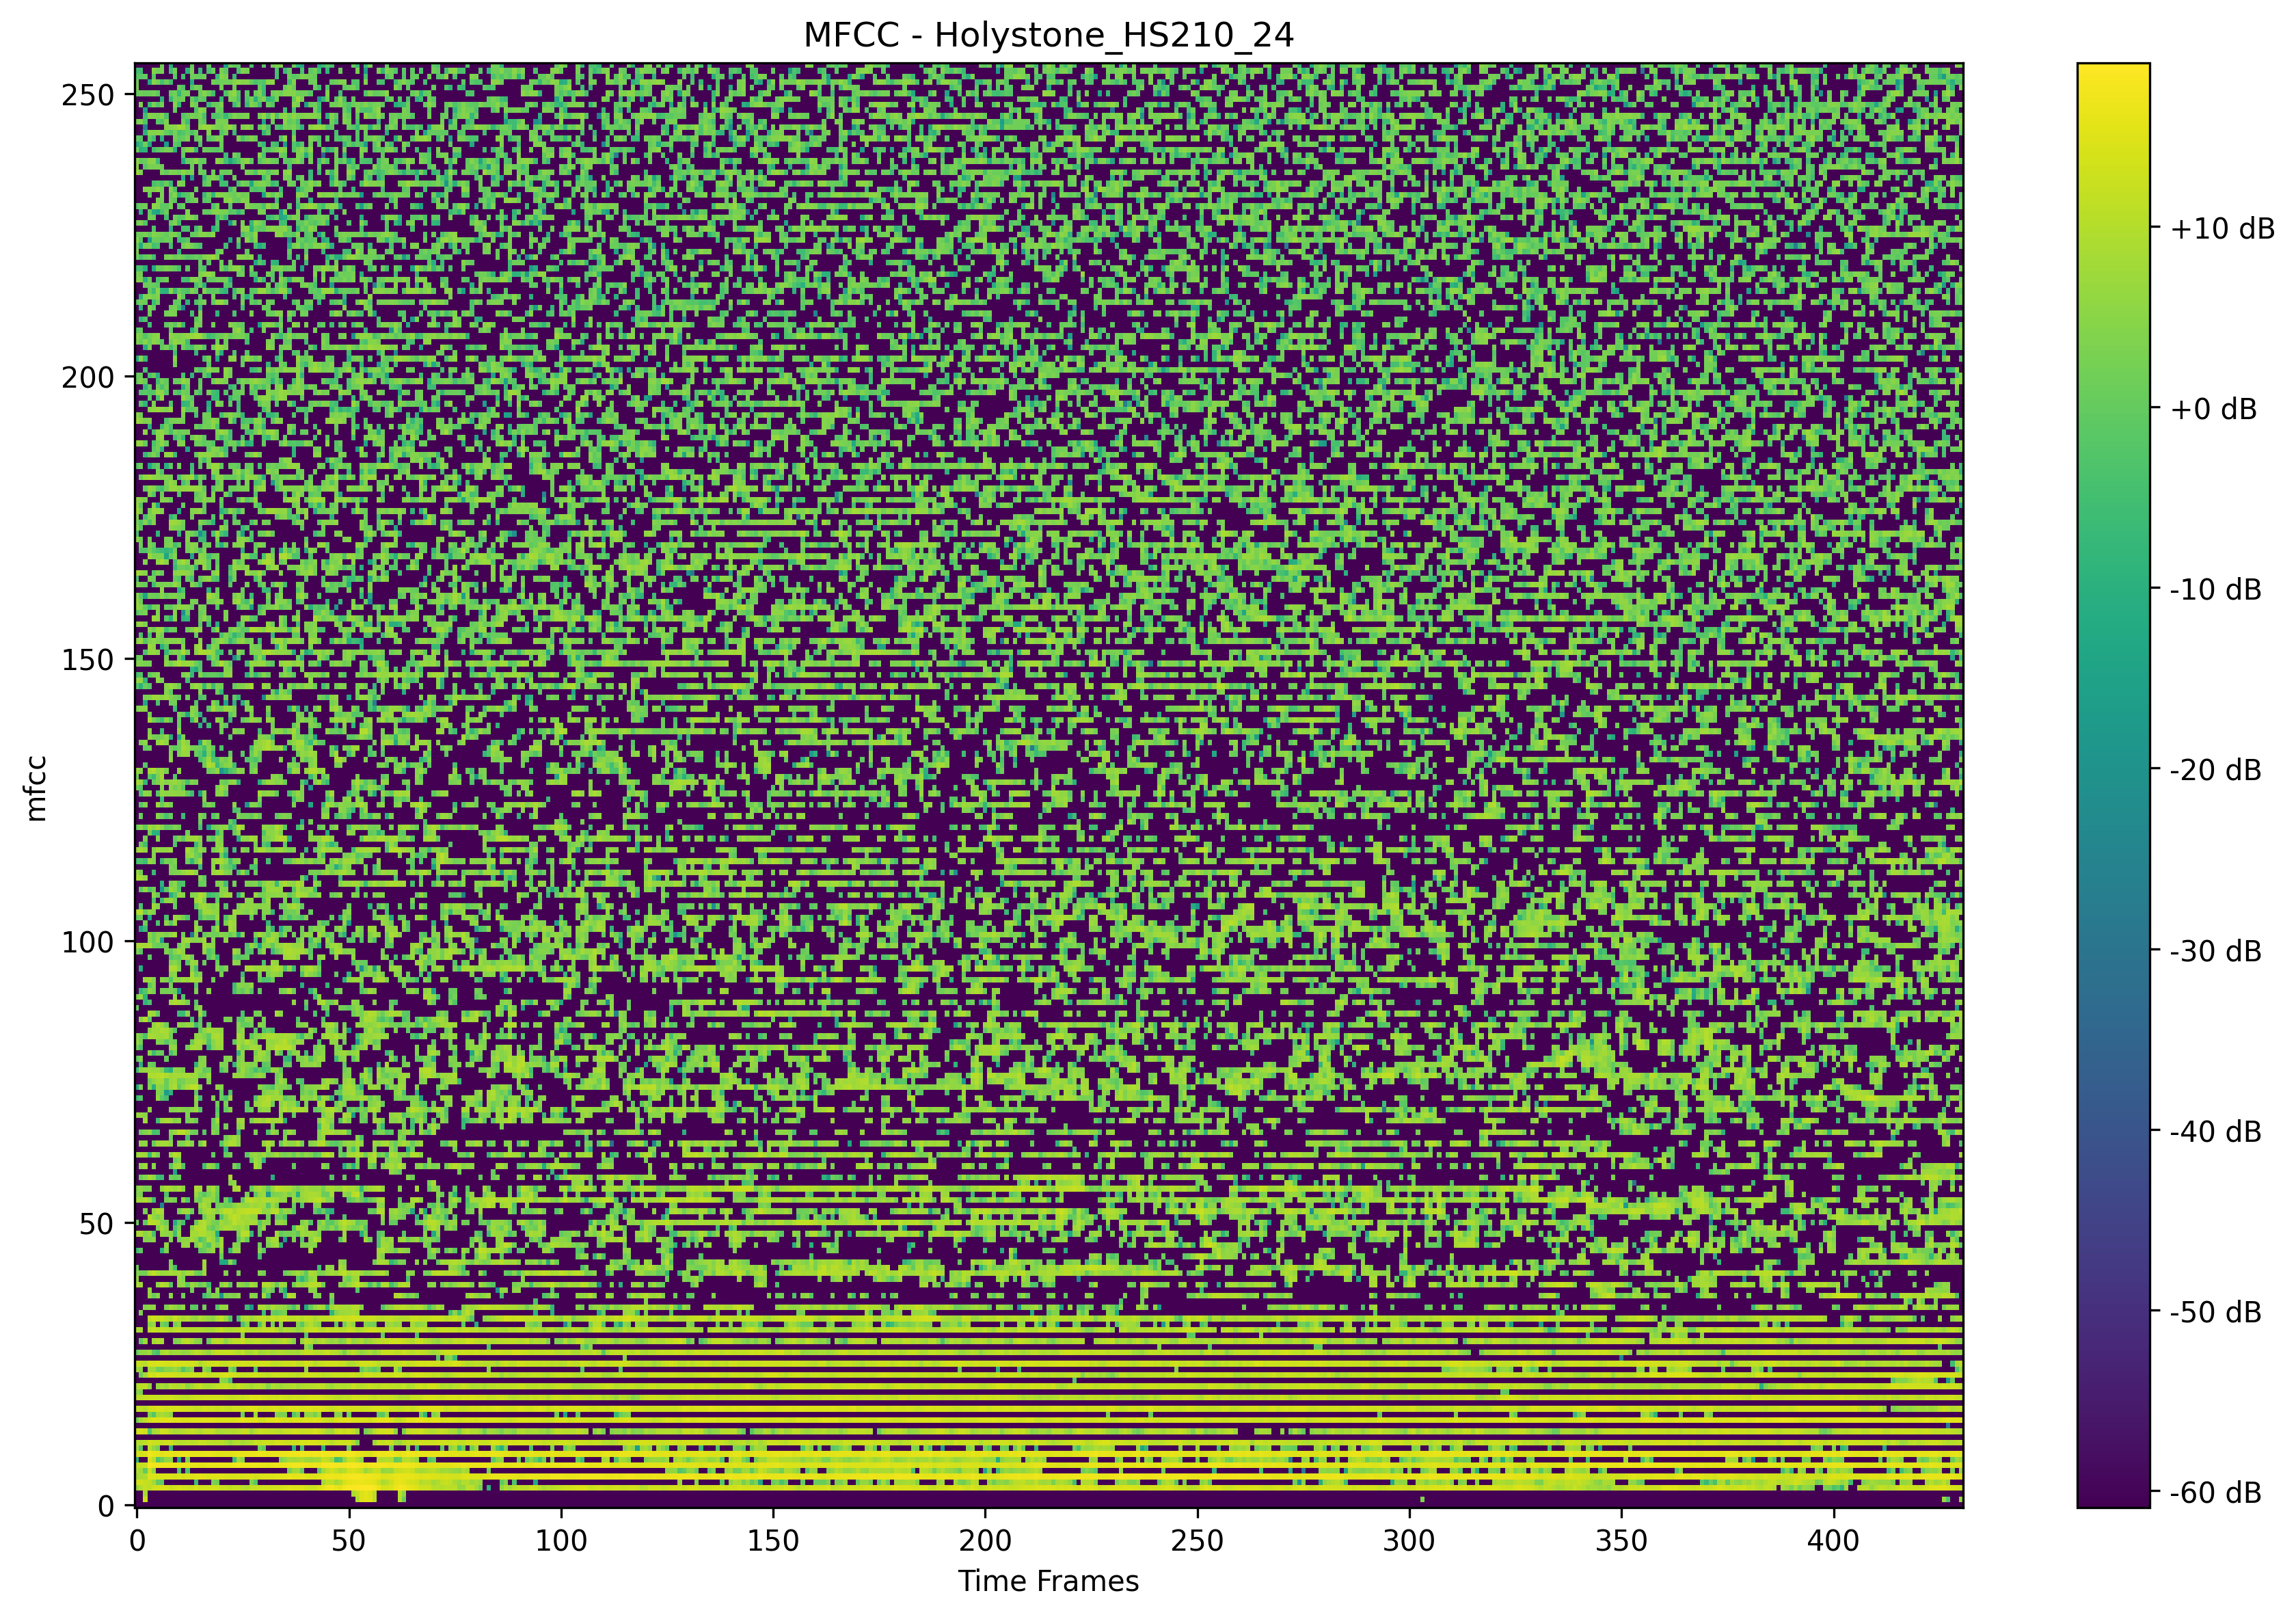 MFCC - Holystone_HS210_24
250
200
150
100
50
0
mfcc
0 50 100 150 200 250 300 350 400
Time Frames
+10 dB
+0 dB
-10 dB
-20 dB
-30 dB
-40 dB
-50 dB
-60 dB